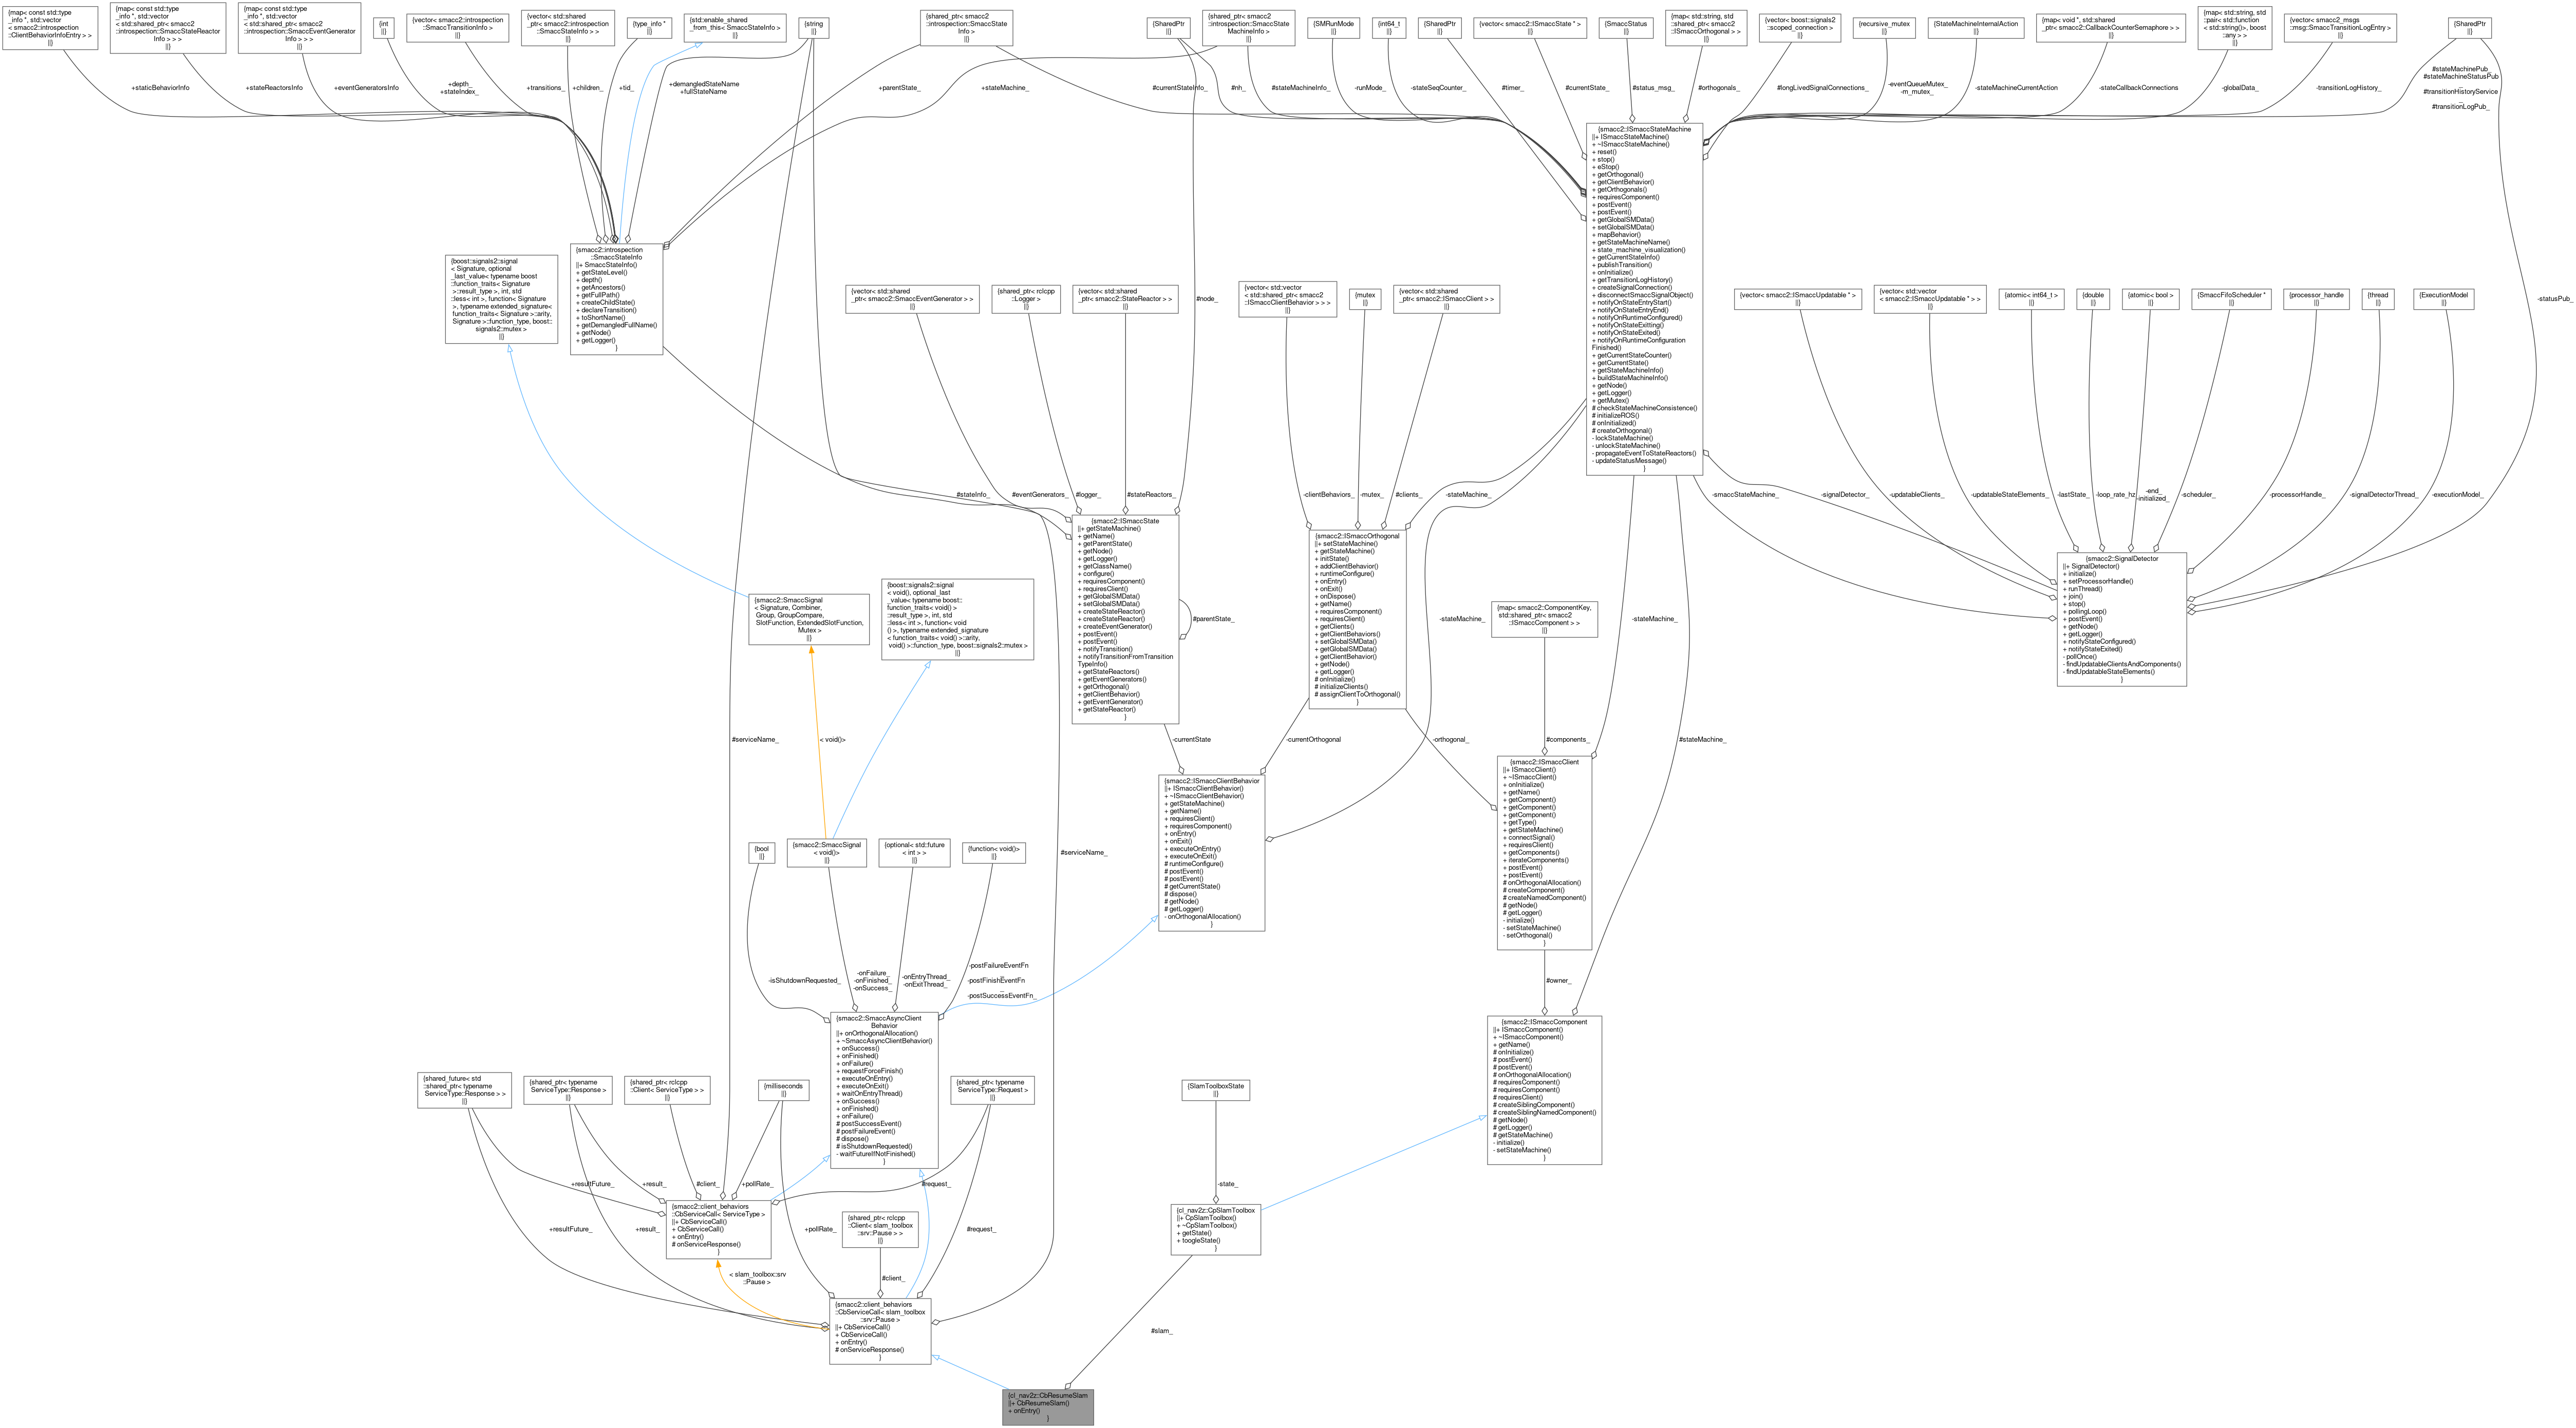 {map< const std::type
_info *, std::vector
< smacc2::introspection
::ClientBehaviorInfoEntry > >
||}
{map< const std::type
_info *, std::vector
< std::shared_ptr< smacc2
::introspection::SmaccStateReactor
Info > > >
||}
{map< const std::type
_info *, std::vector
< std::shared_ptr< smacc2
::introspection::SmaccEventGenerator
Info > > >
||}
{int
||}
{vector< smacc2::introspection
::SmaccTransitionInfo >
||}
{vector< std::shared
_ptr< smacc2::introspection
::SmaccStateInfo > >
||}
{type_info *
||}
{std::enable_shared
_from_this< SmaccStateInfo >
||}
{string
||}
{shared_ptr< smacc2
::introspection::SmaccState
Info >
||}
{SharedPtr
||}
{shared_ptr< smacc2
::introspection::SmaccState
MachineInfo >
||}
{SMRunMode
||}
{int64_t
||}
{SharedPtr
||}
{vector< smacc2::ISmaccState * >
||}
{SmaccStatus
||}
{map< std::string, std
::shared_ptr< smacc2
::ISmaccOrthogonal > >
||}
{vector< boost::signals2
::scoped_connection >
||}
{recursive_mutex
||}
{StateMachineInternalAction
||}
{map< void *, std::shared
_ptr< smacc2::CallbackCounterSemaphore > >
||}
{map< std::string, std
::pair< std::function
< std::string()>, boost
::any > >
||}
{vector< smacc2_msgs
::msg::SmaccTransitionLogEntry >
||}
{SharedPtr
||}
+staticBehaviorInfo
+stateReactorsInfo
+eventGeneratorsInfo
+depth_
+stateIndex_
+transitions_
+children_
+tid_
+demangledStateName
+fullStateName
+parentState_
+stateMachine_
#currentStateInfo_
#nh_
#stateMachineInfo_
-runMode_
-stateSeqCounter_
#timer_
#currentState_
#status_msg_
#orthogonals_
#longLivedSignalConnections_
-eventQueueMutex_
-m_mutex_
-stateMachineCurrentAction
-stateCallbackConnections
-globalData_
-transitionLogHistory_
#stateMachinePub_
#stateMachineStatusPub
_
#transitionHistoryService
_
#transitionLogPub_
{smacc2::ISmaccStateMachine
||+ ISmaccStateMachine()
+ ~ISmaccStateMachine()
+ reset()
+ stop()
+ eStop()
+ getOrthogonal()
+ getClientBehavior()
+ getOrthogonals()
+ requiresComponent()
+ postEvent()
+ postEvent()
+ getGlobalSMData()
+ setGlobalSMData()
+ mapBehavior()
+ getStateMachineName()
+ state_machine_visualization()
+ getCurrentStateInfo()
+ publishTransition()
+ onInitialize()
+ getTransitionLogHistory()
+ createSignalConnection()
+ disconnectSmaccSignalObject()
+ notifyOnStateEntryStart()
+ notifyOnStateEntryEnd()
+ notifyOnRuntimeConfigured()
+ notifyOnStateExitting()
+ notifyOnStateExited()
+ notifyOnRuntimeConfiguration
Finished()
+ getCurrentStateCounter()
+ getCurrentState()
+ getStateMachineInfo()
+ buildStateMachineInfo()
+ getNode()
+ getLogger()
+ getMutex()
# checkStateMachineConsistence()
# initializeROS()
# onInitialized()
# createOrthogonal()
- lockStateMachine()
- unlockStateMachine()
- propagateEventToStateReactors()
- updateStatusMessage()
}
{smacc2::introspection
::SmaccStateInfo
||+ SmaccStateInfo()
+ getStateLevel()
+ depth()
+ getAncestors()
+ getFullPath()
+ createChildState()
+ declareTransition()
+ toShortName()
+ getDemangledFullName()
+ getNode()
+ getLogger()
}
{boost::signals2::signal
< Signature, optional
_last_value< typename boost
::function_traits< Signature
>::result_type >, int, std
::less< int >, function< Signature
>, typename extended_signature<
function_traits< Signature >::arity,
Signature >::function_type, boost::
signals2::mutex >
||}
{vector< std::shared
_ptr< smacc2::SmaccEventGenerator > >
||}
{shared_ptr< rclcpp
::Logger >
||}
{vector< std::shared
_ptr< smacc2::StateReactor > >
||}
#node_
{vector< std::vector
< std::shared_ptr< smacc2
::ISmaccClientBehavior > > >
||}
{mutex
||}
{vector< std::shared
_ptr< smacc2::ISmaccClient > >
||}
{vector< smacc2::ISmaccUpdatable * >
||}
{vector< std::vector
< smacc2::ISmaccUpdatable * > >
||}
{atomic< int64_t >
||}
{double
||}
{atomic< bool >
||}
{SmaccFifoScheduler *
||}
{processor_handle
||}
{thread
||}
{ExecutionModel
||}
-statusPub_
#stateInfo_
#eventGenerators_
#logger_
#stateReactors_
-clientBehaviors_
-mutex_
#clients_
-stateMachine_
-smaccStateMachine_
-signalDetector_
-updatableClients_
-updatableStateElements_
-lastState_
-loop_rate_hz
-end_
-initialized_
-scheduler_
-processorHandle_
-signalDetectorThread_
-executionModel_
{smacc2::ISmaccState
||+ getStateMachine()
+ getName()
+ getParentState()
+ getNode()
+ getLogger()
+ getClassName()
+ configure()
+ requiresComponent()
+ requiresClient()
+ getGlobalSMData()
+ setGlobalSMData()
+ createStateReactor()
+ createStateReactor()
+ createEventGenerator()
+ postEvent()
+ postEvent()
+ notifyTransition()
+ notifyTransitionFromTransition
TypeInfo()
+ getStateReactors()
+ getEventGenerators()
+ getOrthogonal()
+ getClientBehavior()
+ getEventGenerator()
+ getStateReactor()
}
#parentState_
{smacc2::ISmaccOrthogonal
||+ setStateMachine()
+ getStateMachine()
+ initState()
+ addClientBehavior()
+ runtimeConfigure()
+ onEntry()
+ onExit()
+ onDispose()
+ getName()
+ requiresComponent()
+ requiresClient()
+ getClients()
+ getClientBehaviors()
+ setGlobalSMData()
+ getGlobalSMData()
+ getClientBehavior()
+ getNode()
+ getLogger()
# onInitialize()
# initializeClients()
# assignClientToOrthogonal()
}
{smacc2::SignalDetector
||+ SignalDetector()
+ initialize()
+ setProcessorHandle()
+ runThread()
+ join()
+ stop()
+ pollingLoop()
+ postEvent()
+ getNode()
+ getLogger()
+ notifyStateConfigured()
+ notifyStateExited()
- pollOnce()
- findUpdatableClientsAndComponents()
- findUpdatableStateElements()
}
{smacc2::SmaccSignal
< Signature, Combiner,
Group, GroupCompare,
SlotFunction, ExtendedSlotFunction,
Mutex >
||}
{boost::signals2::signal
< void(), optional_last
_value< typename boost::
function_traits< void()
>::result_type >, int, std
::less< int >, function< void
() >, typename extended_signature
< function_traits< void() >::arity,
void() >::function_type, boost::signals2::mutex >
||}
{map< smacc2::ComponentKey,
std::shared_ptr< smacc2
::ISmaccComponent > >
||}
-stateMachine_
-stateMachine_
#serviceName_
< void()>
-currentState
-currentOrthogonal
-orthogonal_
#components_
#stateMachine_
{smacc2::ISmaccClientBehavior
||+ ISmaccClientBehavior()
+ ~ISmaccClientBehavior()
+ getStateMachine()
+ getName()
+ requiresClient()
+ requiresComponent()
+ onEntry()
+ onExit()
+ executeOnEntry()
+ executeOnExit()
# runtimeConfigure()
# postEvent()
# postEvent()
# getCurrentState()
# dispose()
# getNode()
# getLogger()
- onOrthogonalAllocation()
}
{smacc2::ISmaccClient
||+ ISmaccClient()
+ ~ISmaccClient()
+ onInitialize()
+ getName()
+ getComponent()
+ getComponent()
+ getComponent()
+ getType()
+ getStateMachine()
+ connectSignal()
+ requiresClient()
+ getComponents()
+ iterateComponents()
+ postEvent()
+ postEvent()
# onOrthogonalAllocation()
# createComponent()
# createNamedComponent()
# getNode()
# getLogger()
- initialize()
- setStateMachine()
- setOrthogonal()
}
{bool
||}
{smacc2::SmaccSignal
< void()>
||}
{optional< std::future
< int > >
||}
{function< void()>
||}
#serviceName_
-isShutdownRequested_
-onFailure_
-onFinished_
-onSuccess_
-onEntryThread_
-onExitThread_
-postFailureEventFn
_
-postFinishEventFn
_
-postSuccessEventFn_
#owner_
{smacc2::SmaccAsyncClient
Behavior
||+ onOrthogonalAllocation()
+ ~SmaccAsyncClientBehavior()
+ onSuccess()
+ onFinished()
+ onFailure()
+ requestForceFinish()
+ executeOnEntry()
+ executeOnExit()
+ waitOnEntryThread()
+ onSuccess()
+ onFinished()
+ onFailure()
# postSuccessEvent()
# postFailureEvent()
# dispose()
# isShutdownRequested()
- waitFutureIfNotFinished()
}
{smacc2::ISmaccComponent
||+ ISmaccComponent()
+ ~ISmaccComponent()
+ getName()
# onInitialize()
# postEvent()
# postEvent()
# onOrthogonalAllocation()
# requiresComponent()
# requiresComponent()
# requiresClient()
# createSiblingComponent()
# createSiblingNamedComponent()
# getNode()
# getLogger()
# getStateMachine()
- initialize()
- setStateMachine()
}
{shared_future< std
::shared_ptr< typename
ServiceType::Response > >
||}
{shared_ptr< typename
ServiceType::Response >
||}
{shared_ptr< rclcpp
::Client< ServiceType > >
||}
{milliseconds
||}
{shared_ptr< typename
ServiceType::Request >
||}
{SlamToolboxState
||}
+resultFuture_
+result_
#client_
+pollRate_
#request_
-state_
{smacc2::client_behaviors
::CbServiceCall< ServiceType >
||+ CbServiceCall()
+ CbServiceCall()
+ onEntry()
# onServiceResponse()
}
{shared_ptr< rclcpp
::Client< slam_toolbox
::srv::Pause > >
||}
{cl_nav2z::CpSlamToolbox
||+ CpSlamToolbox()
+ ~CpSlamToolbox()
+ getState()
+ toogleState()
}
+resultFuture_
+result_
+pollRate_
#request_
< slam_toolbox::srv
::Pause >
#client_
{smacc2::client_behaviors
::CbServiceCall< slam_toolbox
::srv::Pause >
||+ CbServiceCall()
+ CbServiceCall()
+ onEntry()
# onServiceResponse()
}
#slam_
{cl_nav2z::CbResumeSlam
||+ CbResumeSlam()
+ onEntry()
}